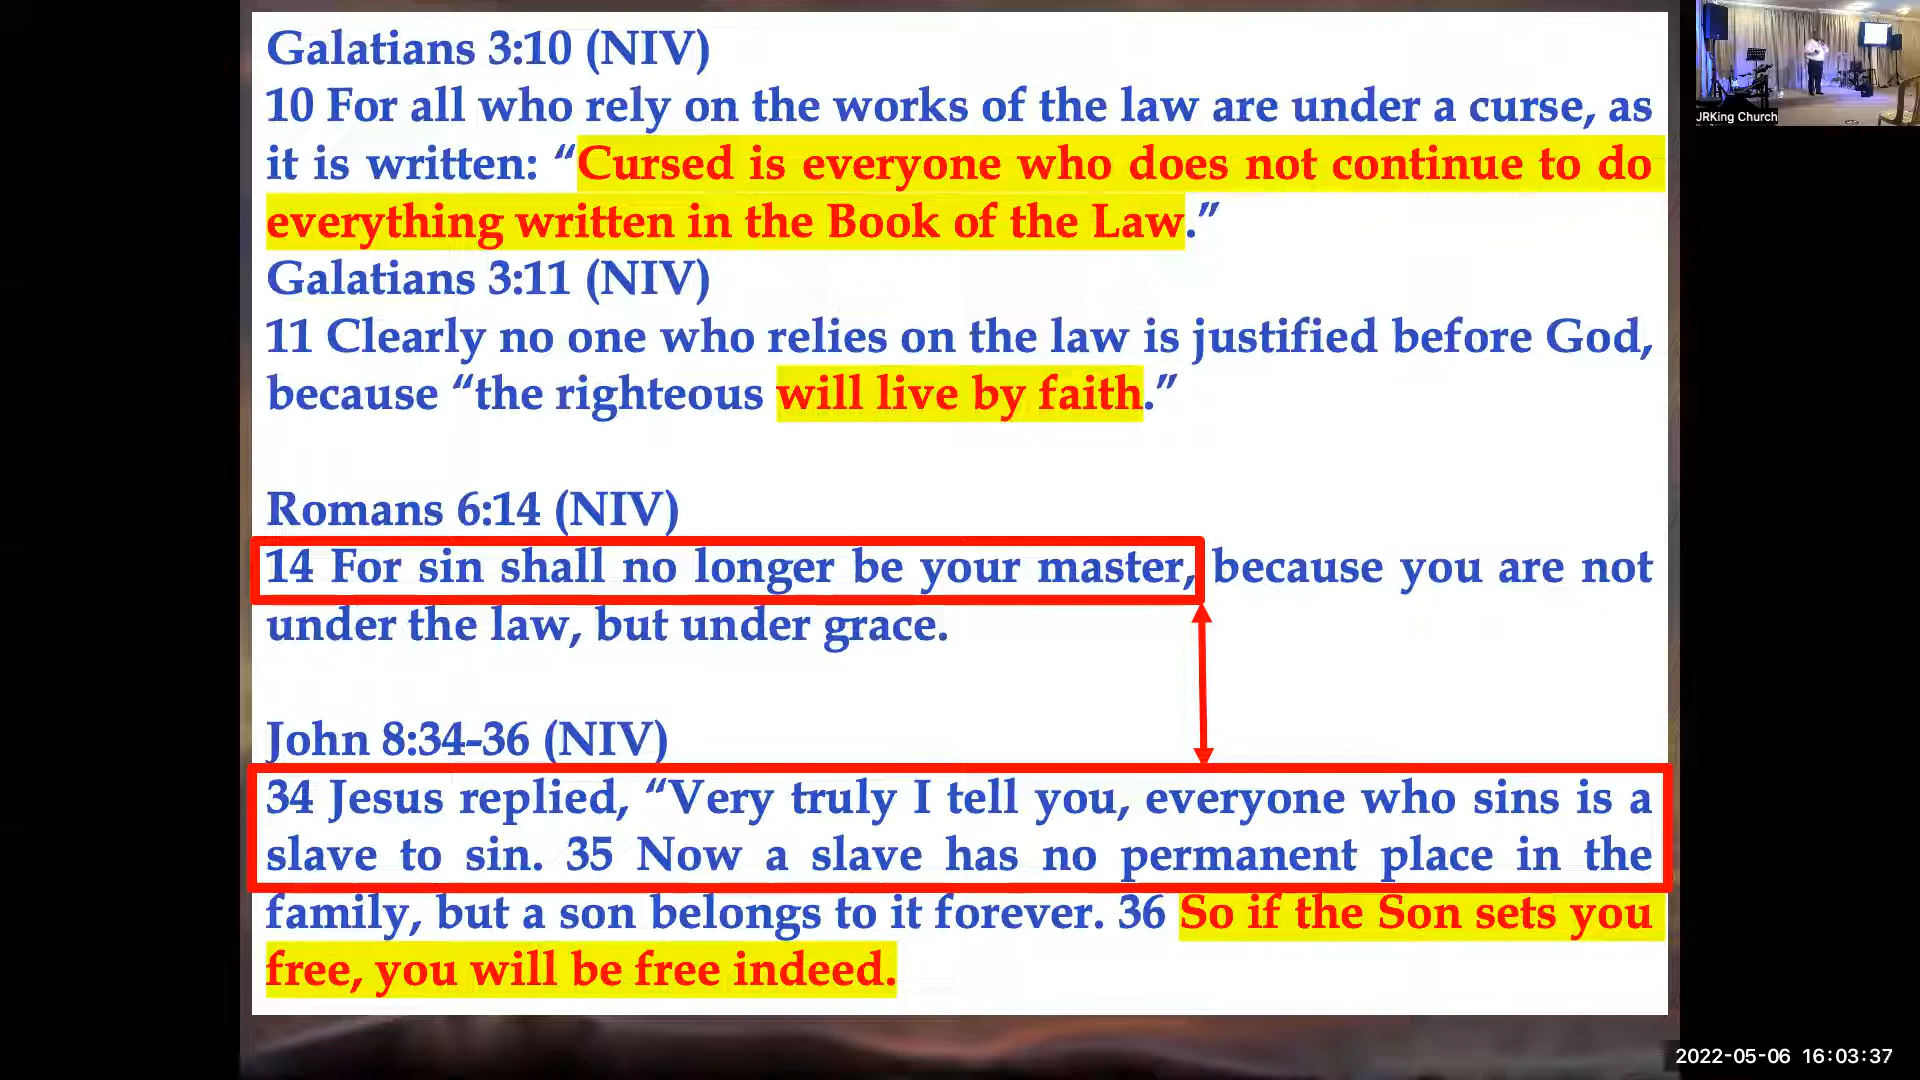 Galatians 3:10 (NIV)
10 For all who rely on the works of the law are under a curse, as
it is written: “Cursed is everyone who does not continue to do
everything written in the Book of the Law.”
Galatians 3:11 (NIV)
11 Clearly no one who relies on the law is justified before God,
because “the righteous will live by faith.”
Romans 6:14 (NIV)
14 For sin shall no longer be your master, because you are not
under the law, but under grace.
John 8:34-36 (NIV)
34 Jesus replied, “Very truly I tell you, everyone who sins is a
slave to sin. 35 Now a slave has no permanent place in the
family, but a son belongs to it forever. 36 So if the Son sets you
free, you will be free indeed.
JRKing Church
2022-05-06 16:03:37